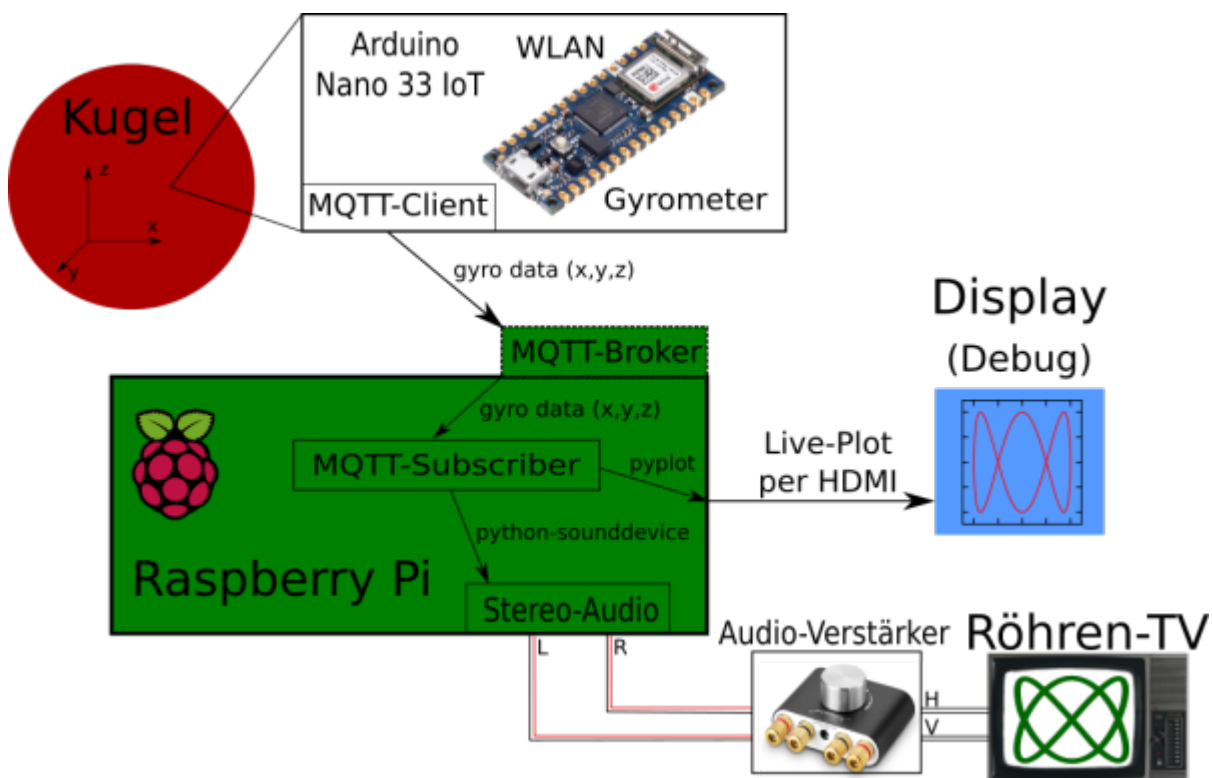 Kugel
z
x
y
Arduino
Nano 33 IoT
WLAN
MQTT-Client
Gyrometer
gyro data (x,y,z)
MQTT-Broker
gyro data (x,y,z)
MQTT-Subscriber
pyplot
python-sounddevice
Raspberry Pi
Stereo-Audio
Display
(Debug)
Live-Plot
per HDMI
L
R
Audio-Verstärker
H
V
Röhren-TV